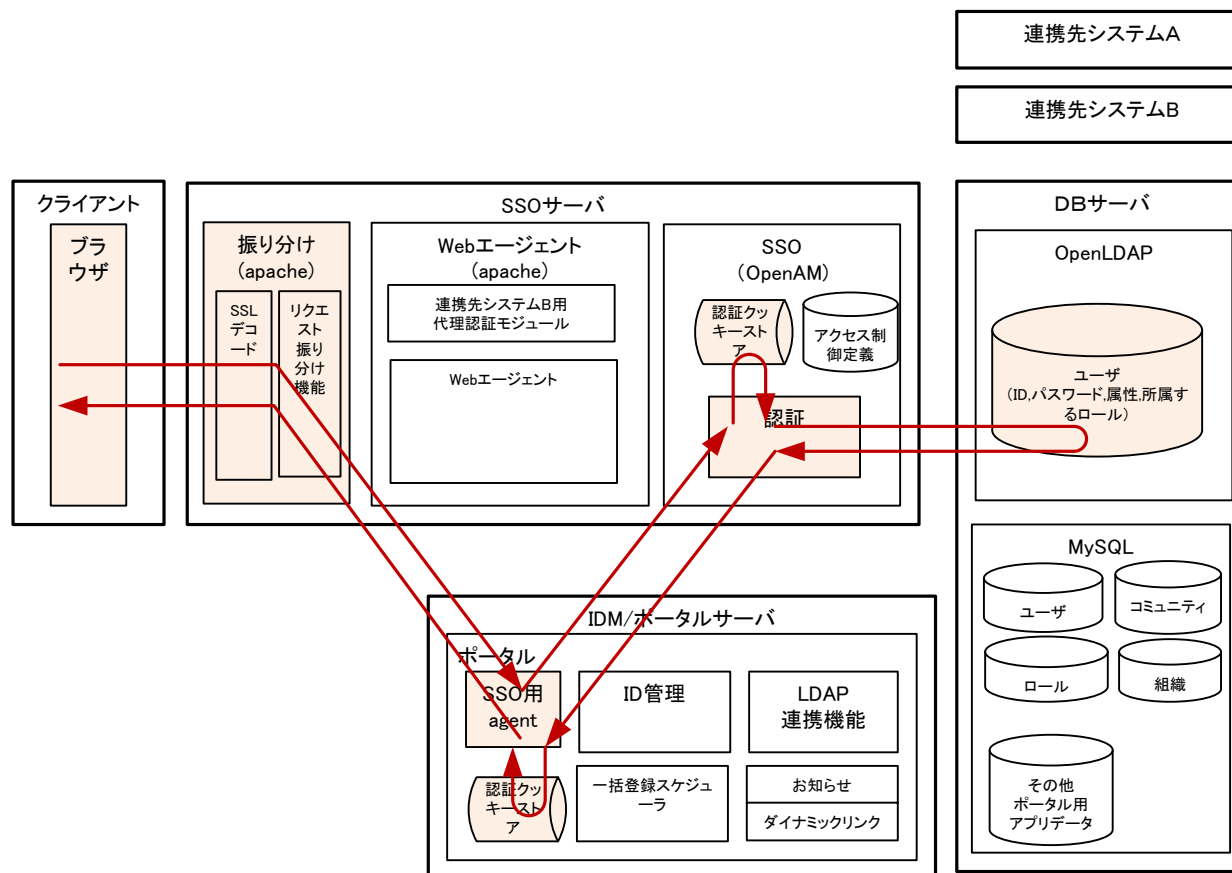 連携先システムA
連携先システムB
クライアント
ブラ
ウザ
SSOサーバ
振り分け
(apache)
SSL
デコ
ード
リクエ
スト
振り
分け
機能
Webエージェント
(apache)
連携先システムB用
代理認証モジュール
Webエージェント
SSO
(OpenAM)
認証クッ
キースト
ア
アクセス制
御定義
認証
DBサーバ
OpenLDAP
ユーザ
(ID,パスワード,属性,所属す
るロール)
MySQL
ユーザ
コミュニティ
ロール
組織
その他
ポータル用
アプリデータ
IDM/ポータルサーバ
ポータル
SSO用
agent
ID管理
LDAP
連携機能
認証クッ
キースト
ア
一括登録スケジュ
ーラ
お知らせ
ダイナミックリンク